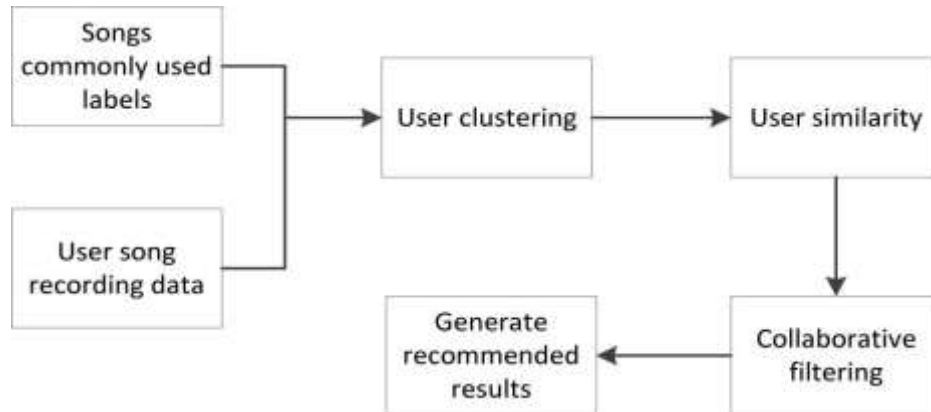 Songs
commonly used
labels
User clustering
User similarity
User song
recording data
Generate
recommended
results
Collaborative
filtering